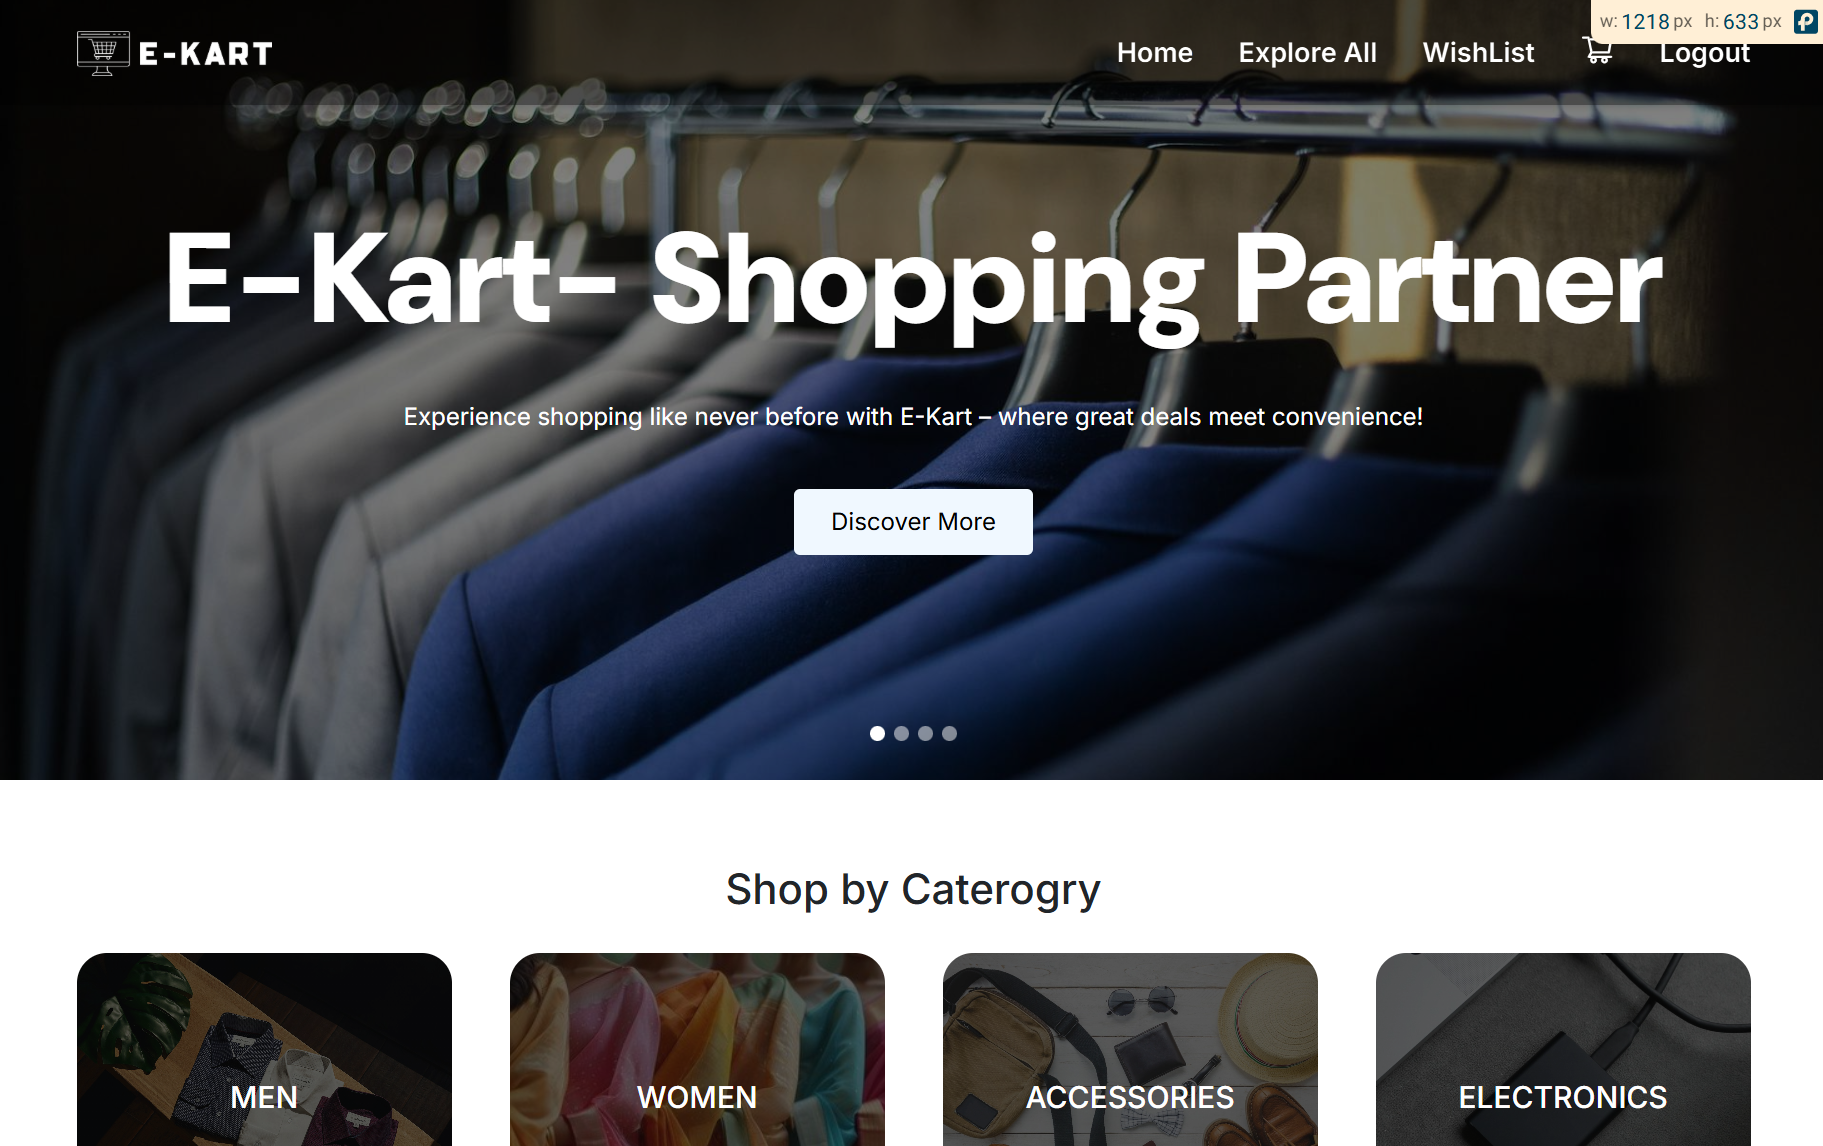 w: 1218 px h: 633 px
E-KART
Home Explore All WishList Logout
E-Kart- Shopping Partner
Experience shopping like never before with E-Kart – where great deals meet convenience!
Discover More
Shop by Caterogry
MEN WOMEN ACCESSORIES ELECTRONICS